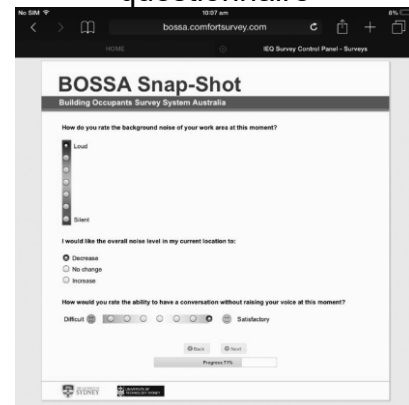 questionnaire
No SIM 10:07 am 8%
bossa.comfortsurvey.com
HOME IEQ Survey Control Panel - Surveys
BOSSA Snap-Shot
Building Occupants Survey System Australia
How do you rate the background noise of your work area at this moment?
Loud
Silent
I would like the overall noise level in my current location to:
Decrease
No change
Increase
How would you rate the ability to have a conversation without raising your voice at this moment?
Difficult Satisfactory
Back Next
Progress 71%
SYDNEY